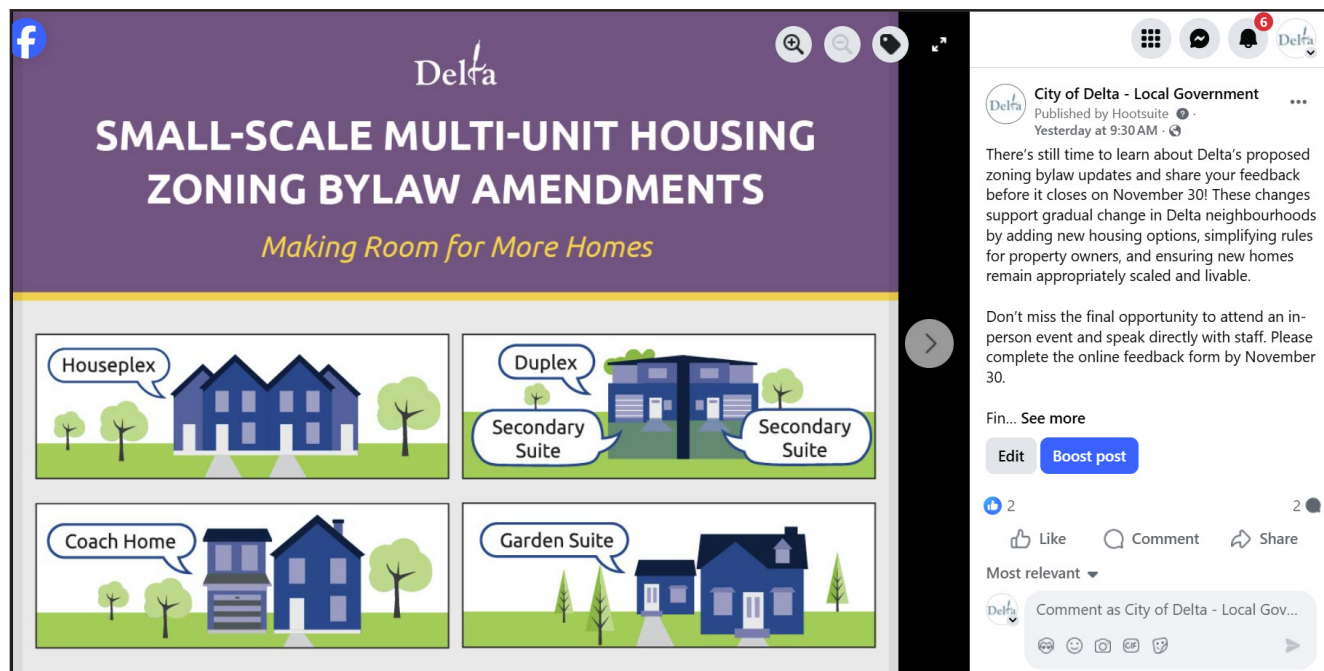 Delta
SMALL-SCALE MULTI-UNIT HOUSING
ZONING BYLAW AMENDMENTS
Making Room for More Homes
Houseplex
Duplex
Secondary
Suite
Secondary
Suite
Coach Home
Garden Suite
6
Delta
Delta
City of Delta - Local Government
Published by Hootsuite ·
Yesterday at 9:30 AM ·
There's still time to learn about Delta's proposed
zoning bylaw updates and share your feedback
before it closes on November 30! These changes
support gradual change in Delta neighbourhoods
by adding new housing options, simplifying rules
for property owners, and ensuring new homes
remain appropriately scaled and livable.
Don't miss the final opportunity to attend an in-
person event and speak directly with staff. Please
complete the online feedback form by November
30.
Fin... See more
Edit
Boost post
2
2
Like
Comment
Share
Most relevant
Delta
Comment as City of Delta - Local Gov...
GIF